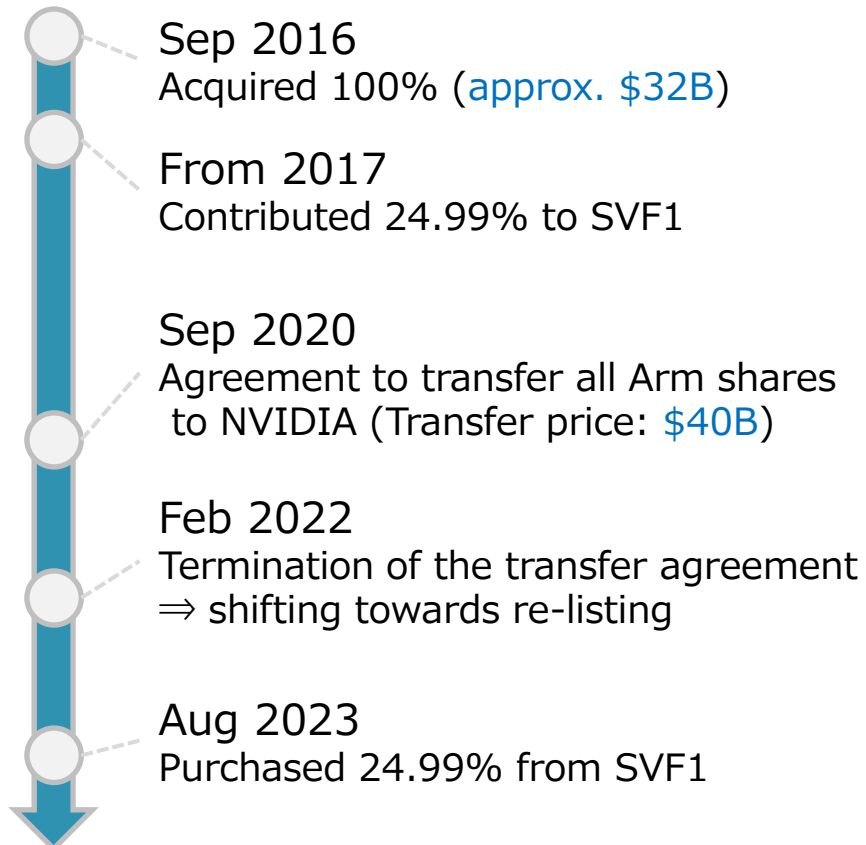 Sep 2016
Acquired 100% (approx. $32B)
From 2017
Contributed 24.99% to SVF1
Sep 2020
Agreement to transfer all Arm shares
to NVIDIA (Transfer price: $40B)
Feb 2022
Termination of the transfer agreement
⇒ shifting towards re-listing
Aug 2023
Purchased 24.99% from SVF1